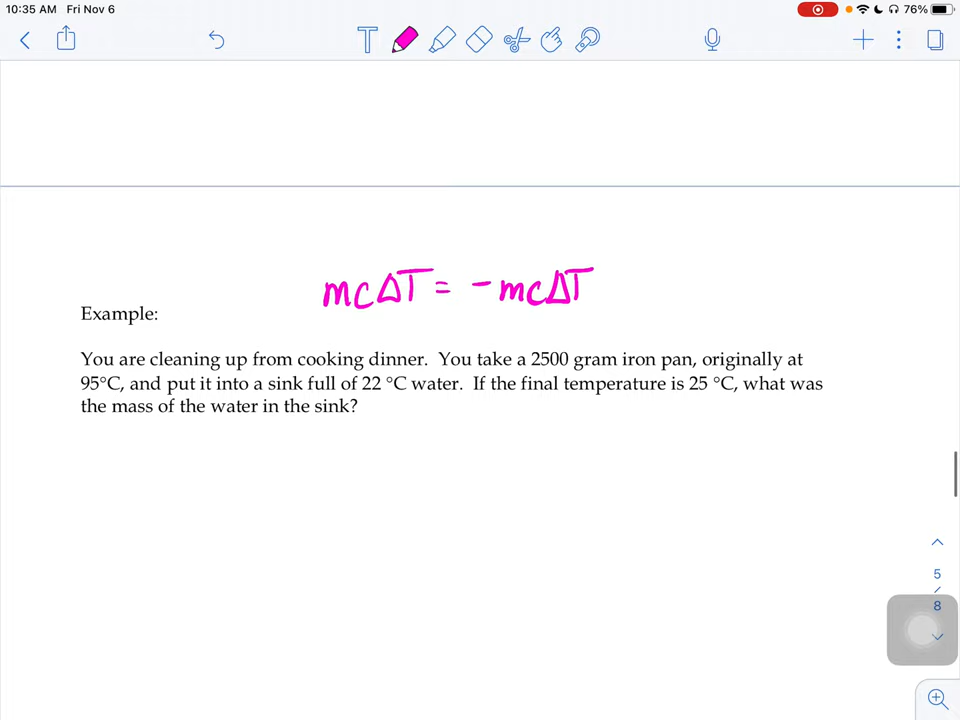 10:35 AM Fri Nov 6 76%
T
mcΔT = -mcΔT
Example:
You are cleaning up from cooking dinner. You take a 2500 gram iron pan, originally at
95°C, and put it into a sink full of 22 °C water. If the final temperature is 25 °C, what was
the mass of the water in the sink?
5
/
8